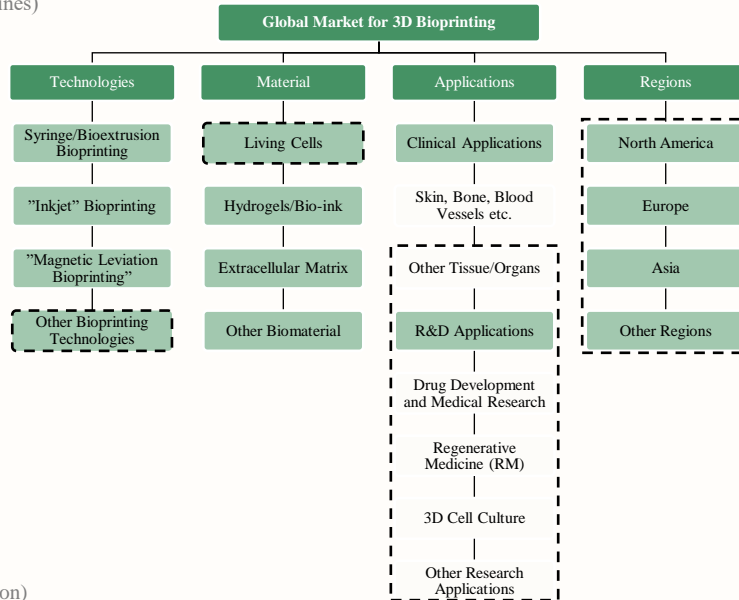 ines)
Global Market for 3D Bioprinting
Technologies
Syringe/Bioextrusion
Bioprinting
”Inkjet” Bioprinting
”Magnetic Leviation
Bioprinting”
Other Bioprinting
Technologies
Material
Living Cells
Hydrogels/Bio-ink
Extracellular Matrix
Other Biomaterial
Applications
Clinical Applications
Skin, Bone, Blood
Vessels etc.
Other Tissue/Organs
R&D Applications
Drug Development
and Medical Research
Regenerative
Medicine (RM)
3D Cell Culture
Other Research
Applications
Regions
North America
Europe
Asia
Other Regions
on)